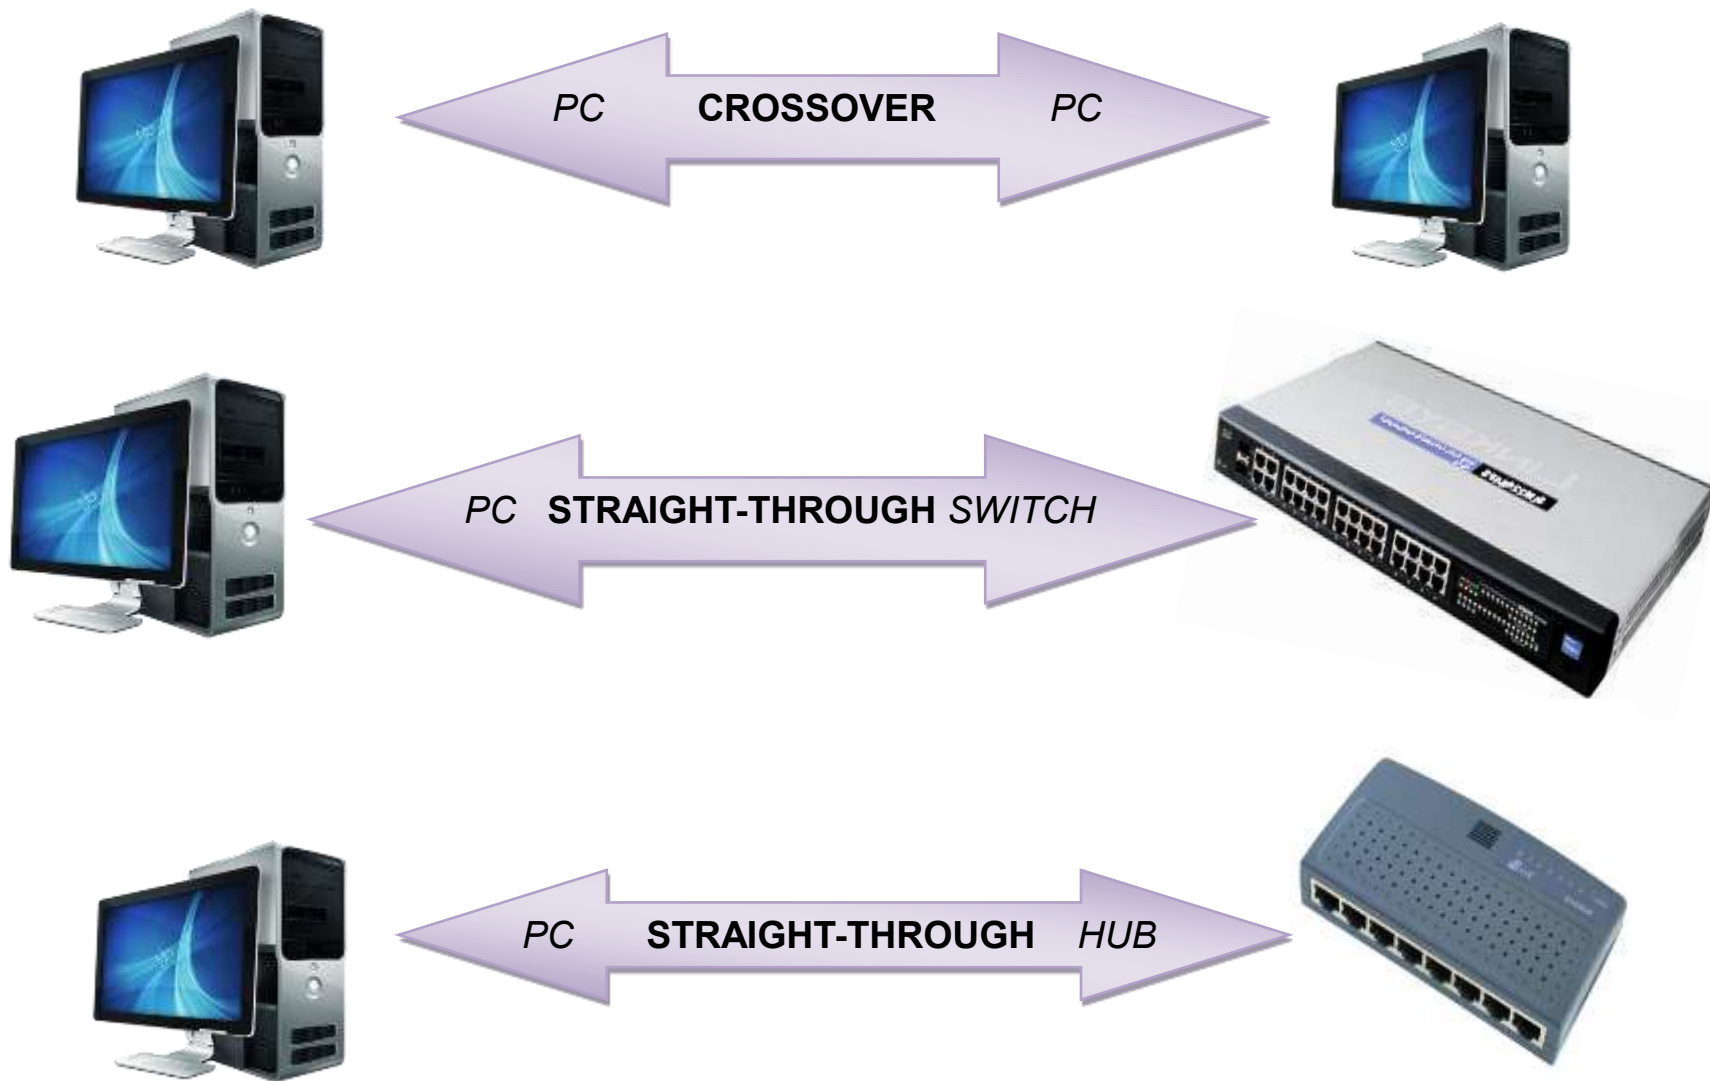 PC CROSSOVER PC
PC STRAIGHT-THROUGH SWITCH
PC STRAIGHT-THROUGH HUB